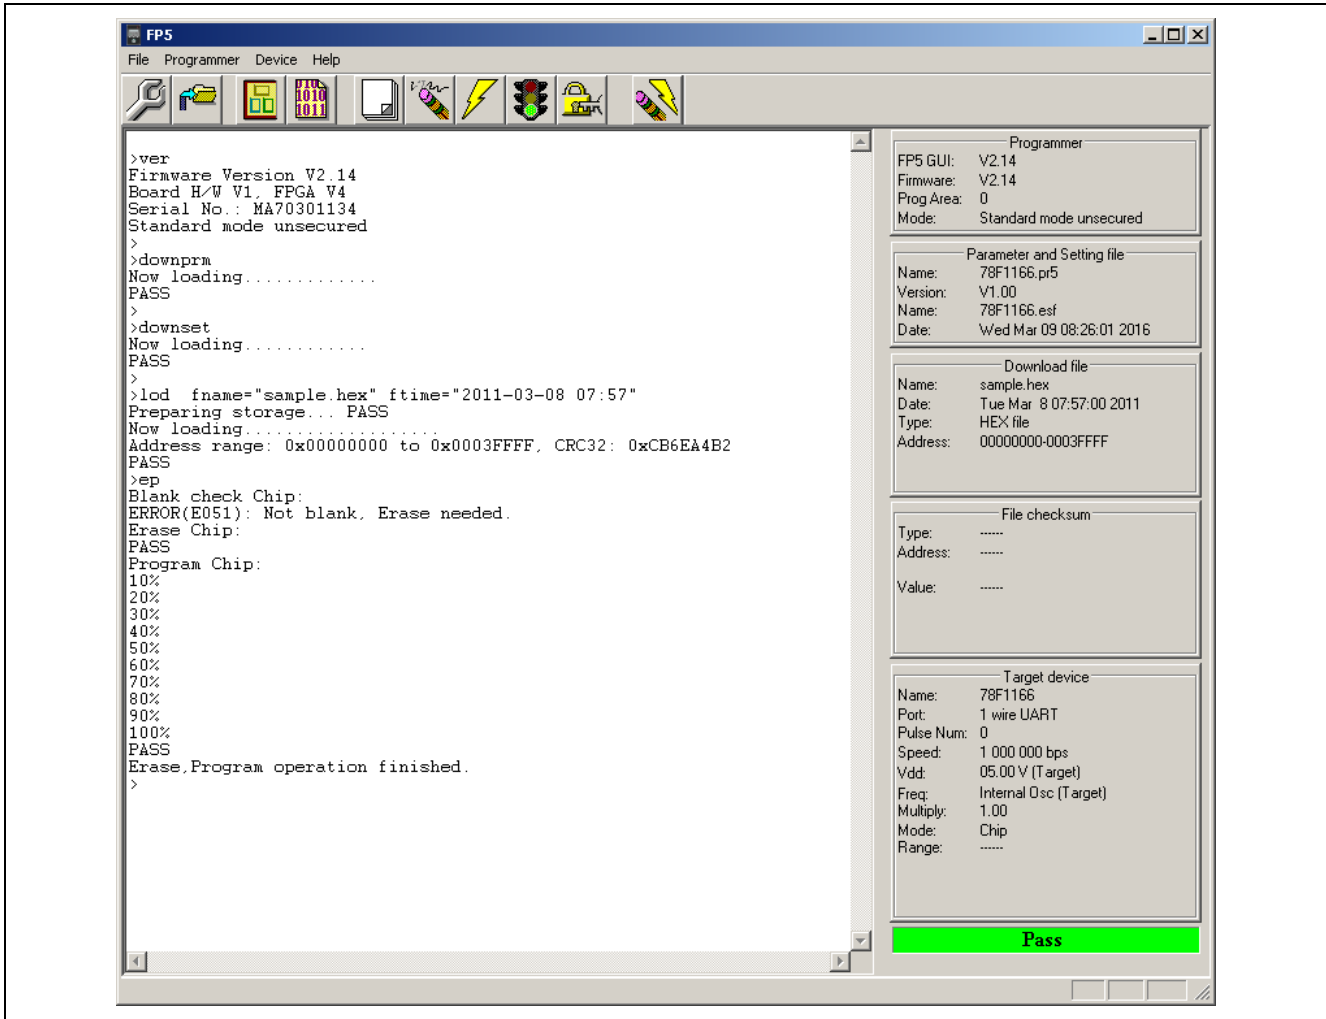 FP5
File Programmer Device Help
>ver
Firmware Version V2.14
Board H/W V1, FPGA V4
Serial No.: MA70301134
Standard mode unsecured
>
>downprm
Now loading.............
PASS
>
>downset
Now loading............
PASS
>
>lod fname="sample.hex" ftime="2011-03-08 07:57"
Preparing storage... PASS
Now loading...................
Address range: 0x00000000 to 0x0003FFFF, CRC32: 0xCB6EA4B2
PASS
>ep
Blank check Chip:
ERROR(E051): Not blank, Erase needed.
Erase Chip:
PASS
Program Chip:
10%
20%
30%
40%
50%
60%
70%
80%
90%
100%
PASS
Erase,Program operation finished.
>
Programmer
FP5 GUI: V2.14
Firmware: V2.14
Prog Area: 0
Mode: Standard mode unsecured
Parameter and Setting file
Name: 78F1166.pr5
Version: V1.00
Name: 78F1166.esf
Date: Wed Mar 09 08:26:01 2016
Download file
Name: sample.hex
Date: Tue Mar 8 07:57:00 2011
Type: HEX file
Address: 00000000-0003FFFF
File checksum
Type: ------
Address: ------
Value: ------
Target device
Name: 78F1166
Port: 1 wire UART
Pulse Num: 0
Speed: 1 000 000 bps
Vdd: 05.00 V (Target)
Freq: Internal Osc (Target)
Multiply: 1.00
Mode: Chip
Range: ------
Pass